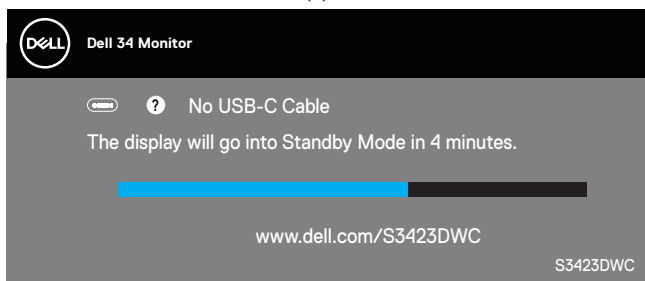 DELL
Dell 34 Monitor
? No USB-C Cable
The display will go into Standby Mode in 4 minutes.
www.dell.com/S3423DWC
S3423DWC